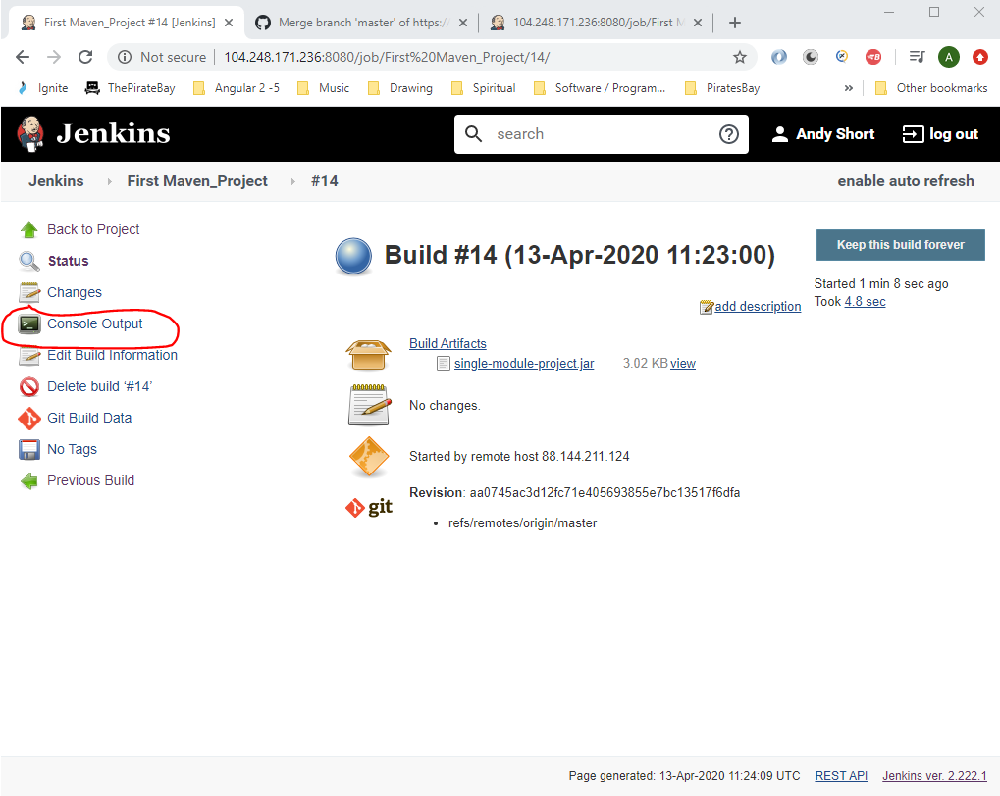 First Maven_Project #14 [Jenkins]
Merge branch 'master' of https:/
104.248.171.236:8080/job/First M
Not secure
104.248.171.236:8080/job/First%20Maven_Project/14/
A
Ignite
ThePirateBay
Angular 2 -5
Music
Drawing
Spiritual
Software / Program...
PiratesBay
»
Other bookmarks
Jenkins
search
Andy Short
log out
Jenkins
First Maven_Project
#14
enable auto refresh
Back to Project
Status
Changes
Console Output
Edit Build Information
Delete build ‘#14’
Git Build Data
No Tags
Previous Build
Build #14 (13-Apr-2020 11:23:00)
Keep this build forever
Started 1 min 8 sec ago
Took 4.8 sec
add description
Build Artifacts
single-module-project.jar 3.02 KB view
No changes.
Started by remote host 88.144.211.124
git
Revision: aa0745ac3d12fc71e405693855e7bc13517f6dfa
• refs/remotes/origin/master
Page generated: 13-Apr-2020 11:24:09 UTC REST API Jenkins ver. 2.222.1